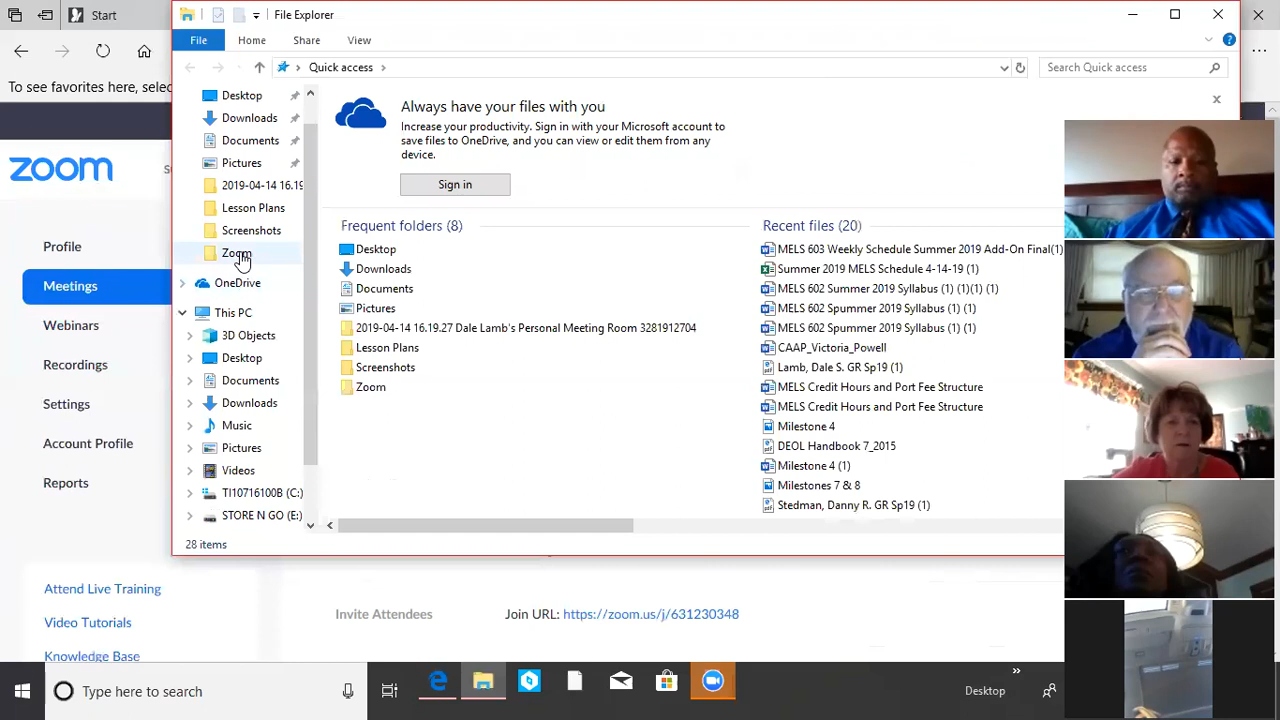 Start
File Explorer
File
Home
Share
View
To see favorites here, selec
Quick access
Search Quick access
zoom
S
Profile
Meetings
Webinars
Recordings
Settings
Account Profile
Reports
Attend Live Training
Video Tutorials
Knowledge Base
Desktop
Downloads
Documents
Pictures
2019-04-14 16.19
Lesson Plans
Screenshots
Zoom
OneDrive
This PC
3D Objects
Desktop
Documents
Downloads
Music
Pictures
Videos
TI10716100B (C:)
STORE N GO (E:)
28 items
Always have your files with you
Increase your productivity. Sign in with your Microsoft account to
save files to OneDrive, and you can view or edit them from any
device.
Sign in
Frequent folders (8)
Desktop
Downloads
Documents
Pictures
2019-04-14 16.19.27 Dale Lamb's Personal Meeting Room 3281912704
Lesson Plans
Screenshots
Zoom
Recent files (20)
MELS 603 Weekly Schedule Summer 2019 Add-On Final(1)
Summer 2019 MELS Schedule 4-14-19 (1)
MELS 602 Summer 2019 Syllabus (1) (1)(1) (1)
MELS 602 Spummer 2019 Syllabus (1) (1)
MELS 602 Spummer 2019 Syllabus (1) (1)
CAAP_Victoria_Powell
Lamb, Dale S. GR Sp19 (1)
MELS Credit Hours and Port Fee Structure
MELS Credit Hours and Port Fee Structure
Milestone 4
DEOL Handbook 7_2015
Milestone 4 (1)
Milestones 7 & 8
Stedman, Danny R. GR Sp19 (1)
Invite Attendees
Join URL: https://zoom.us/j/631230348
Type here to search
Desktop